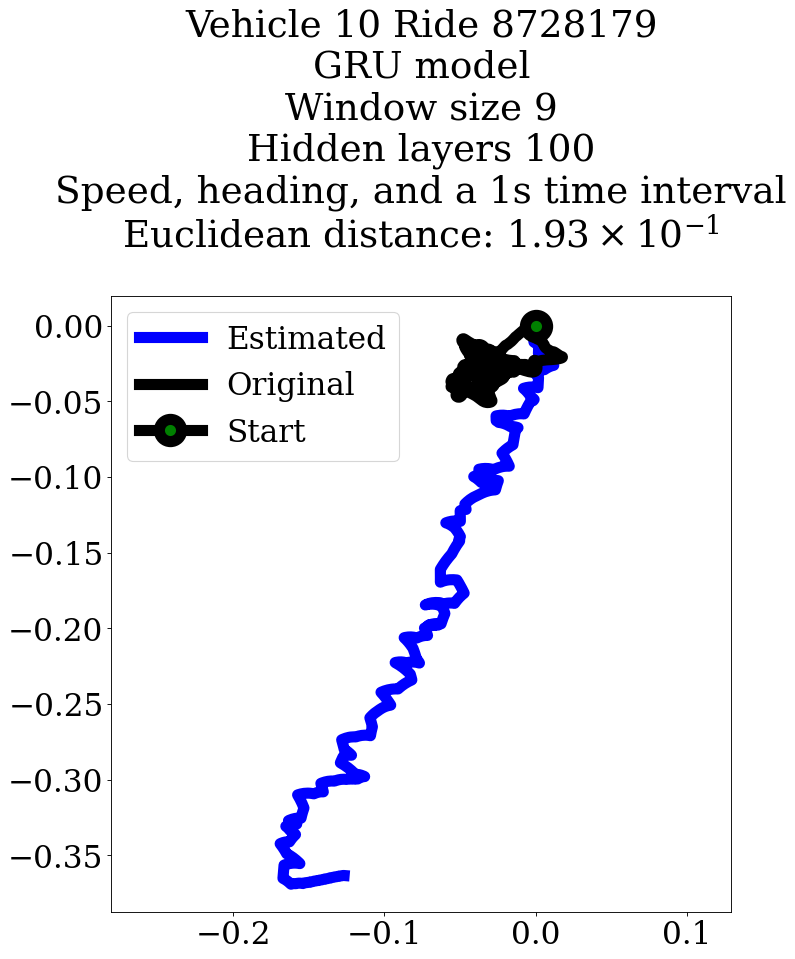 Vehicle 10 Ride 8728179
GRU model
Window size 9
Hidden layers 100
Speed, heading, and a 1s time interval
Euclidean distance: 1.93 × 10⁻¹
Estimated
Original
Start
0.00
−0.05
−0.10
−0.15
−0.20
−0.25
−0.30
−0.35
−0.2
−0.1
0.0
0.1